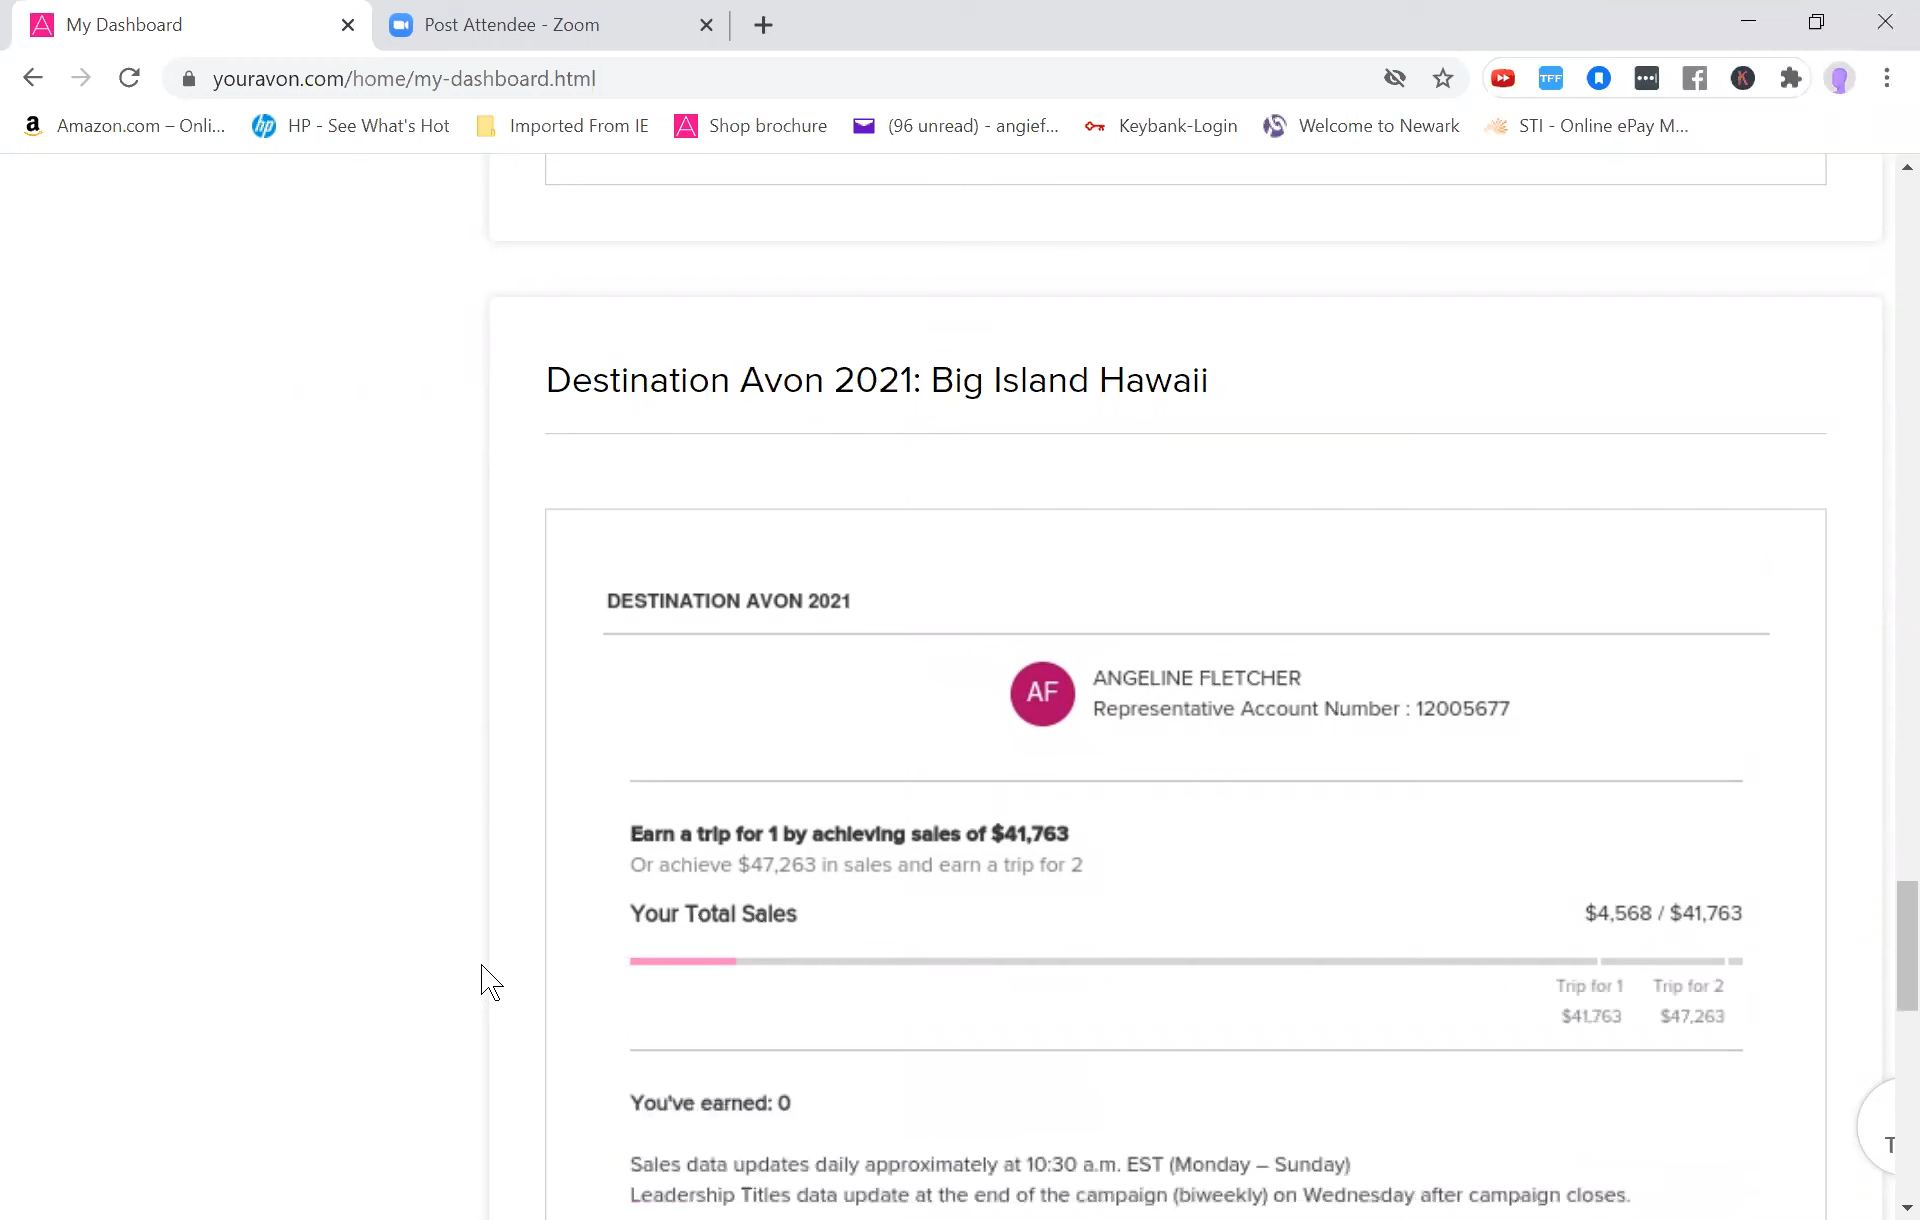 My Dashboard
Post Attendee - Zoom
youravon.com/home/my-dashboard.html
TFF
K
a Amazon.com – Onli...
hp HP - See What's Hot
Imported From IE
A Shop brochure
(96 unread) - angief...
Keybank-Login
Welcome to Newark
STI - Online ePay M...
Destination Avon 2021: Big Island Hawaii
DESTINATION AVON 2021
AF
ANGELINE FLETCHER
Representative Account Number : 12005677
Earn a trip for 1 by achieving sales of $41,763
Or achieve $47,263 in sales and earn a trip for 2
Your Total Sales
$4,568 / $41,763
Trip for 1 Trip for 2
$41,763 $47,263
You've earned: 0
T
Sales data updates daily approximately at 10:30 a.m. EST (Monday – Sunday)
Leadership Titles data update at the end of the campaign (biweekly) on Wednesday after campaign closes.